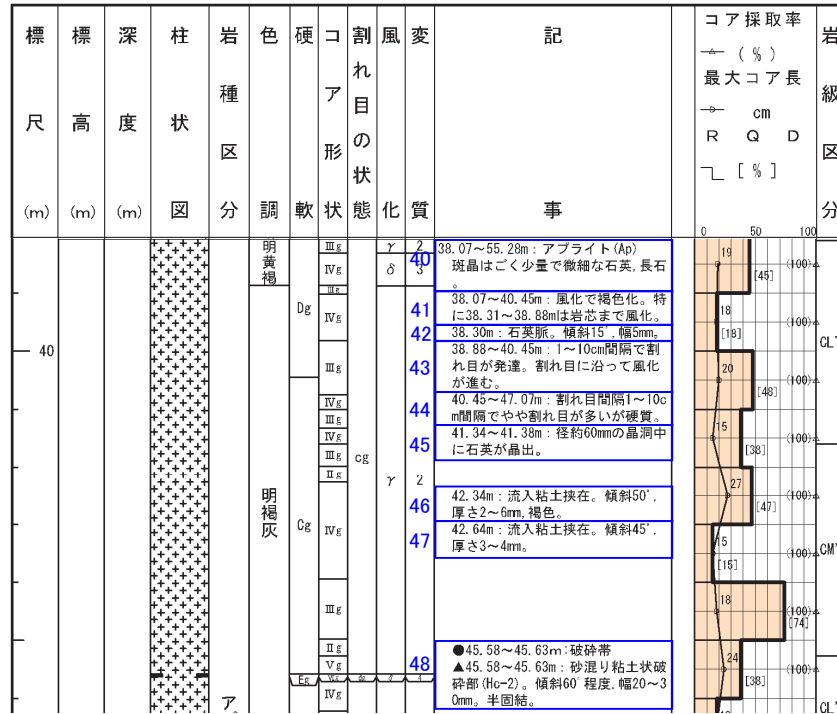 標尺(m)
標高(m)
深度(m)
柱状図
岩種区分
色調
硬軟
コア形状
割れ目の状態
風化
変質
記事
コア採取率
(%)
最大コア長
cm
RQD
[%]
岩級区分
0 50 100
40
明黄褐
明褐灰
Dg
Cg
Eg
Ⅲg
Ⅳg
Ⅲg
Ⅳg
Ⅲg
Ⅳg
Ⅲg
Ⅳg
Ⅲg
Ⅱg
Ⅳg
Ⅲg
Ⅱg
Ⅴg
Ⅳg
cg
γ
δ
γ
2
3
2
4
ア
40
38.07～55.28m：アプライト(Ap)
斑晶はごく少量で微細な石英,長石
。
41
38.07～40.45m：風化で褐色化。特
に38.31～38.88mは岩芯まで風化。
42
38.30m：石英脈。傾斜15°,幅5mm。
43
38.88～40.45m：1～10cm間隔で割
れ目が発達。割れ目に沿って風化
が進む。
44
40.45～47.07m：割れ目間隔1～10c
m間隔でやや割れ目が多いが硬質。
45
41.34～41.38m：径約60mmの晶洞中
に石英が晶出。
46
42.34m：流入粘土挟在。傾斜50°,
厚さ2～6mm,褐色。
47
42.64m：流入粘土挟在。傾斜45°,
厚さ3～4mm。
48
●45.58～45.63m：破砕帯
▲45.58～45.63m：砂混り粘土状破
砕部(Hc-2)。傾斜60°程度,幅20～3
0mm。半固結。
19 (100)
[45]
18 (100)
[18]
20 (100)
[48]
15 (100)
[38]
27 (100)
[47]
15 (100)
[15]
18 (100)
[74]
24 (100)
[38]
CL'
CM'
CL'